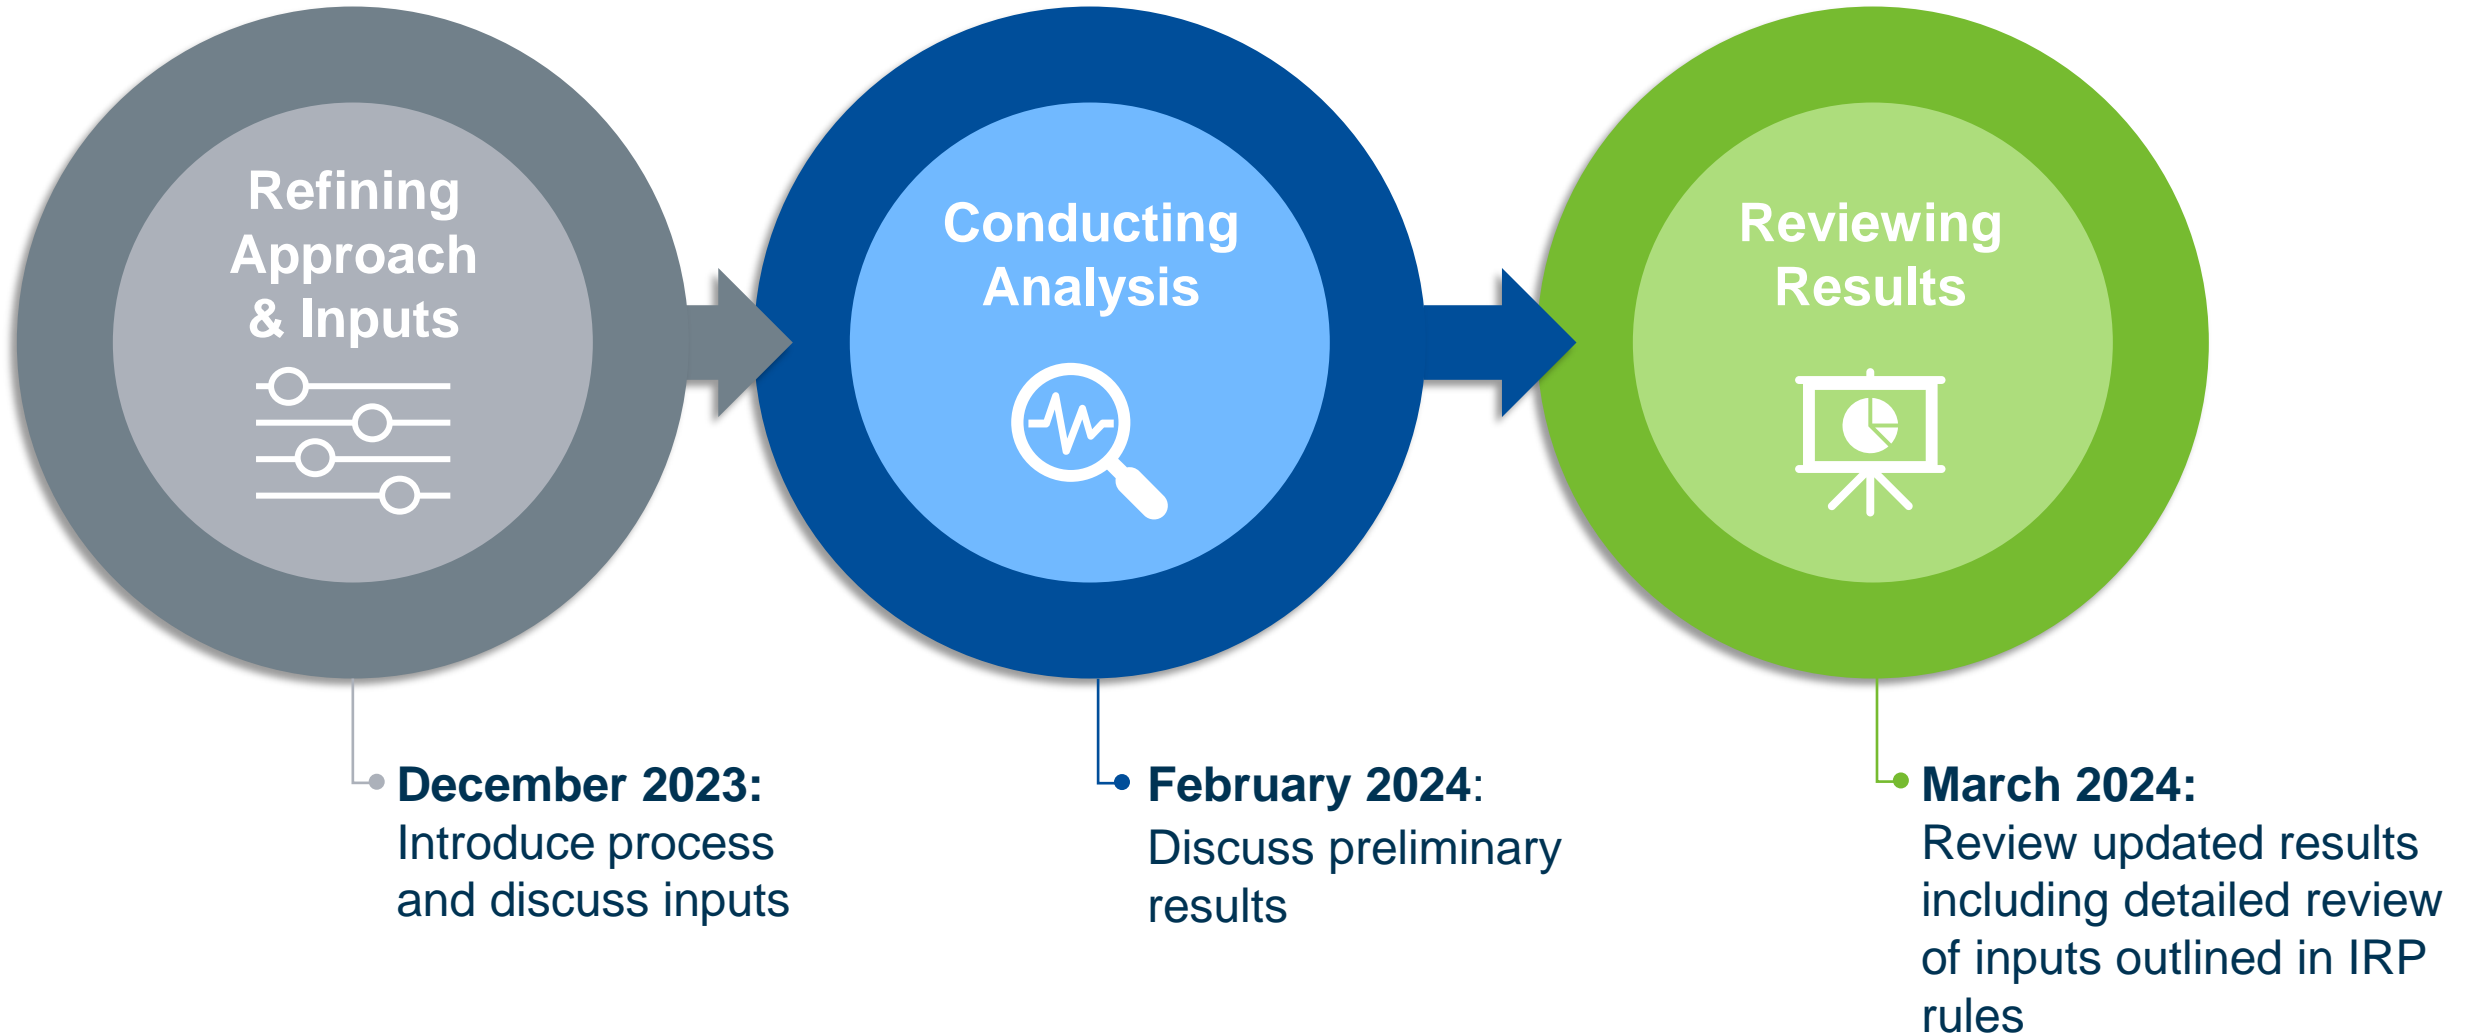 Refining
Approach
& Inputs
Conducting
Analysis
Reviewing
Results
December 2023:
Introduce process
and discuss inputs
February 2024:
Discuss preliminary
results
March 2024:
Review updated results
including detailed review
of inputs outlined in IRP
rules